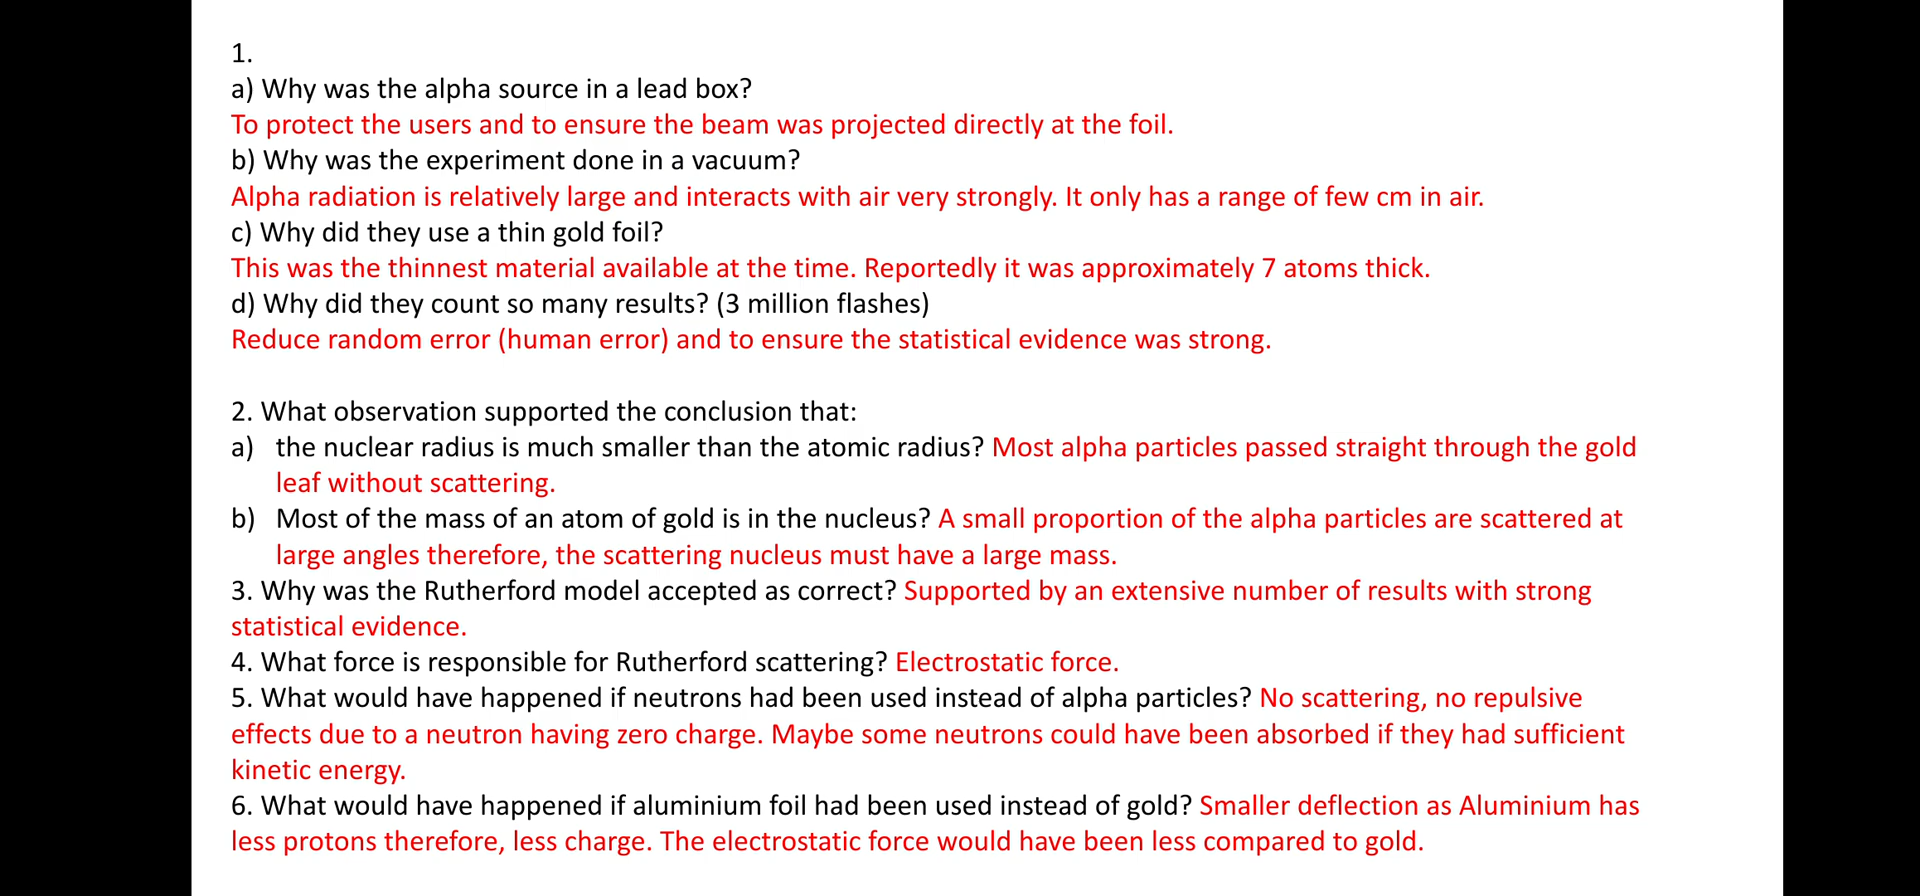 1.
a) Why was the alpha source in a lead box?
To protect the users and to ensure the beam was projected directly at the foil.
b) Why was the experiment done in a vacuum?
Alpha radiation is relatively large and interacts with air very strongly. It only has a range of few cm in air.
c) Why did they use a thin gold foil?
This was the thinnest material available at the time. Reportedly it was approximately 7 atoms thick.
d) Why did they count so many results? (3 million flashes)
Reduce random error (human error) and to ensure the statistical evidence was strong.
2. What observation supported the conclusion that:
a) the nuclear radius is much smaller than the atomic radius? Most alpha particles passed straight through the gold
leaf without scattering.
b) Most of the mass of an atom of gold is in the nucleus? A small proportion of the alpha particles are scattered at
large angles therefore, the scattering nucleus must have a large mass.
3. Why was the Rutherford model accepted as correct? Supported by an extensive number of results with strong
statistical evidence.
4. What force is responsible for Rutherford scattering? Electrostatic force.
5. What would have happened if neutrons had been used instead of alpha particles? No scattering, no repulsive
effects due to a neutron having zero charge. Maybe some neutrons could have been absorbed if they had sufficient
kinetic energy.
6. What would have happened if aluminium foil had been used instead of gold? Smaller deflection as Aluminium has
less protons therefore, less charge. The electrostatic force would have been less compared to gold.